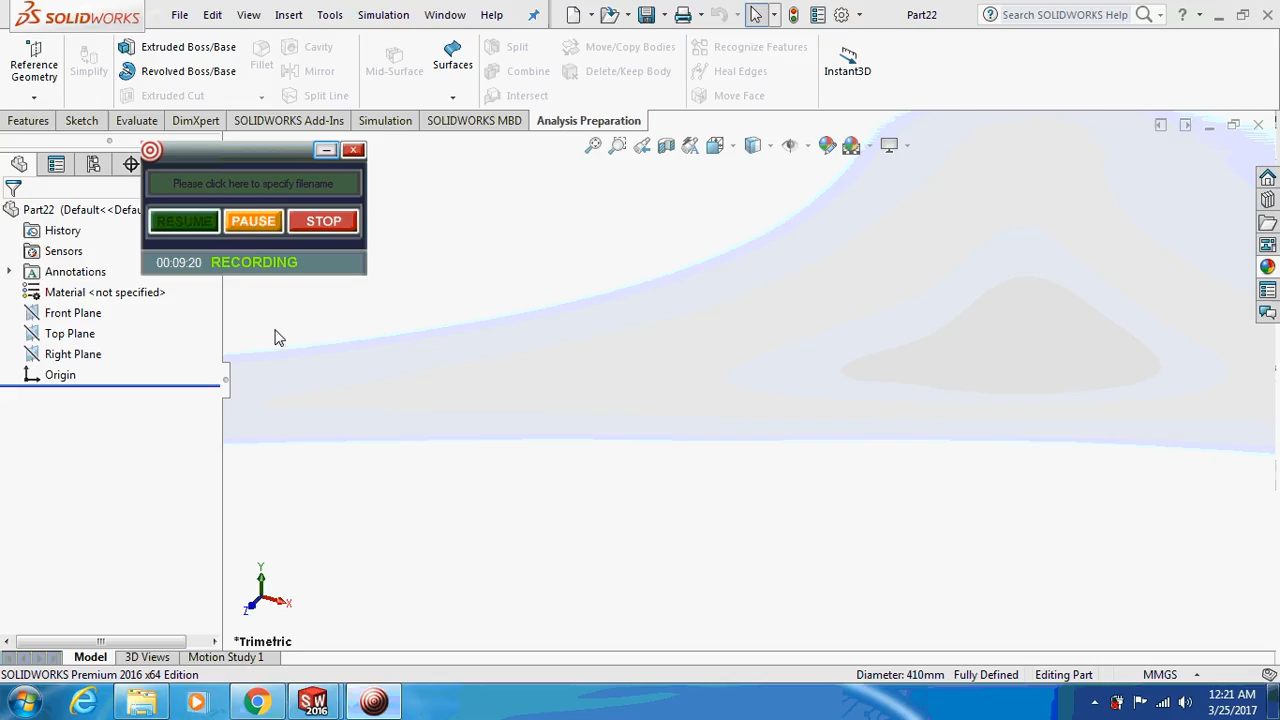 SOLIDWORKS File Edit View Insert Tools Simulation Window Help Part22 Search SOLIDWORKS Help ?
Reference Geometry
Simplify
Extruded Boss/Base
Revolved Boss/Base
Extruded Cut
Fillet
Cavity
Mirror
Split Line
Mid-Surface
Surfaces
Split
Combine
Intersect
Move/Copy Bodies
Delete/Keep Body
Recognize Features
Heal Edges
Move Face
Instant3D
Features Sketch Evaluate DimXpert SOLIDWORKS Add-Ins Simulation SOLIDWORKS MBD Analysis Preparation
Please click here to specify filename
RESUME PAUSE STOP
00:09:20 RECORDING
Part22 (Default<<Defau
History
Sensors
Annotations
Material <not specified>
Front Plane
Top Plane
Right Plane
Origin
Y
X
Z
*Trimetric
Model 3D Views Motion Study 1
SOLIDWORKS Premium 2016 x64 Edition Diameter: 410mm Fully Defined Editing Part MMGS
SW 2016
12:21 AM
3/25/2017